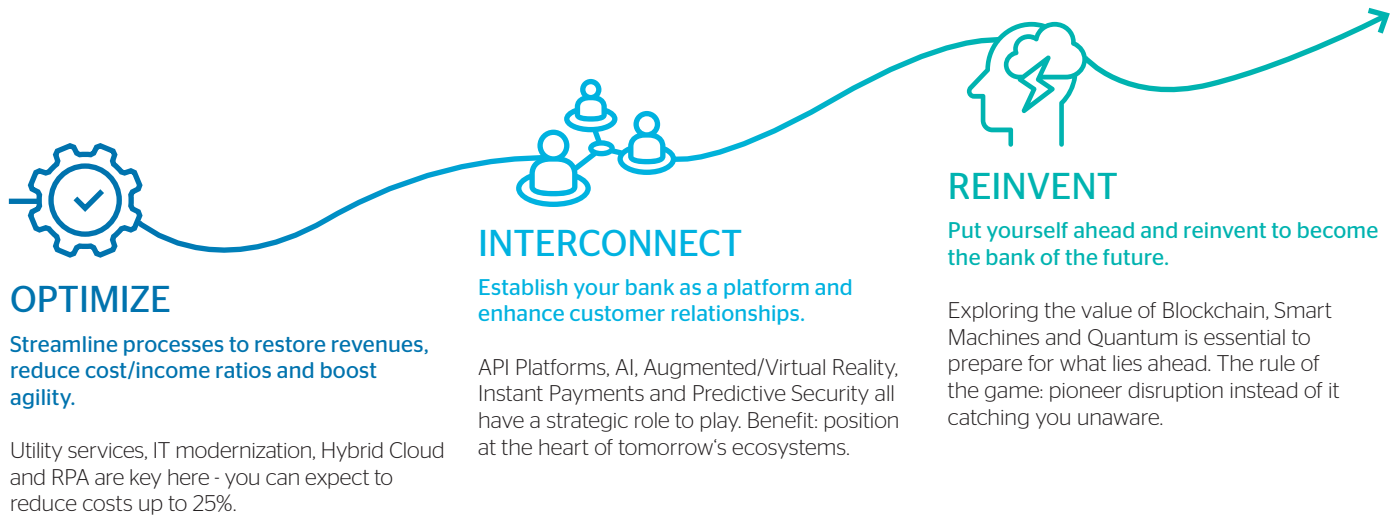 OPTIMIZE
Streamline processes to restore revenues,
reduce cost/income ratios and boost
agility.
Utility services, IT modernization, Hybrid Cloud
and RPA are key here - you can expect to
reduce costs up to 25%.
INTERCONNECT
Establish your bank as a platform and
enhance customer relationships.
API Platforms, AI, Augmented/Virtual Reality,
Instant Payments and Predictive Security all
have a strategic role to play. Benefit: position
at the heart of tomorrow‘s ecosystems.
REINVENT
Put yourself ahead and reinvent to become
the bank of the future.
Exploring the value of Blockchain, Smart
Machines and Quantum is essential to
prepare for what lies ahead. The rule of
the game: pioneer disruption instead of it
catching you unaware.